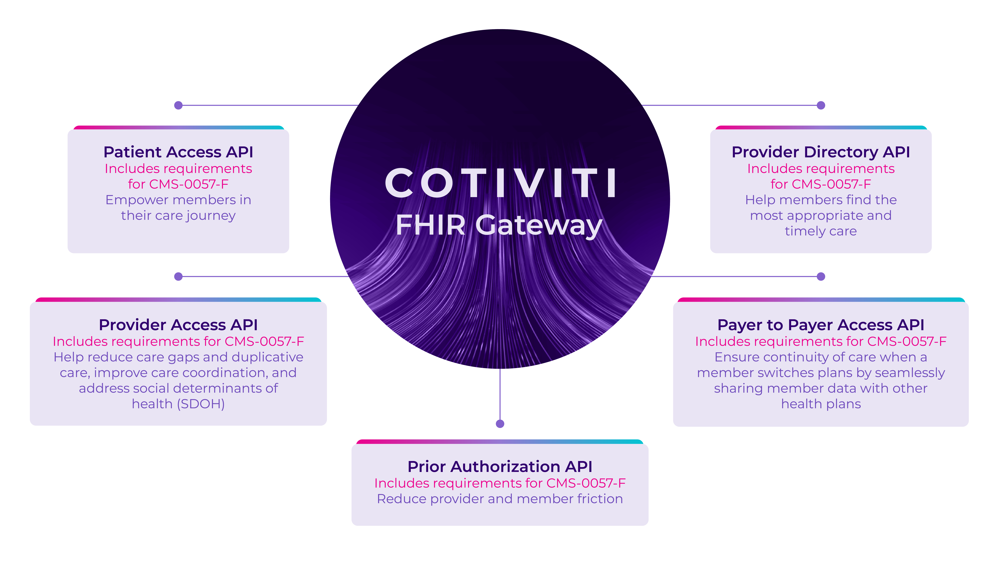 COTIVITI
FHIR Gateway
Patient Access API
Includes requirements
for CMS-0057-F
Empower members in
their care journey
Provider Directory API
Includes requirements
for CMS-0057-F
Help members find the
most appropriate and
timely care
Provider Access API
Includes requirements for CMS-0057-F
Help reduce care gaps and duplicative
care, improve care coordination, and
address social determinants of
health (SDOH)
Payer to Payer Access API
Includes requirements for CMS-0057-F
Ensure continuity of care when a
member switches plans by seamlessly
sharing member data with other
health plans
Prior Authorization API
Includes requirements for CMS-0057-F
Reduce provider and member friction